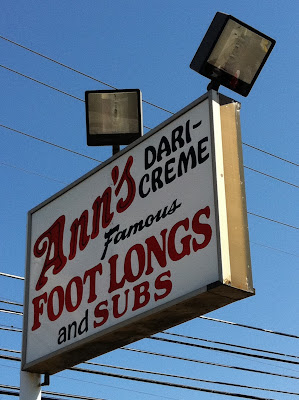 Ann's DARI-
CREME
Famous
FOOT LONGS
and SUBS